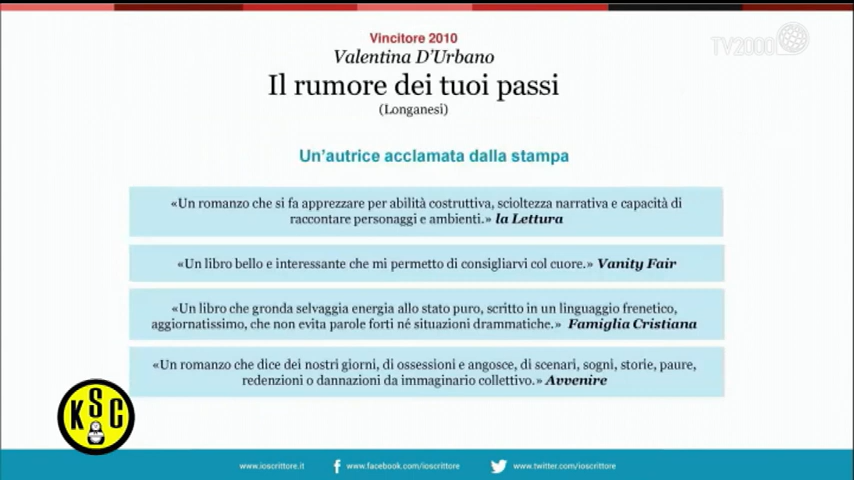 TV2000
Vincitore 2010
Valentina D'Urbano
Il rumore dei tuoi passi
(Longanesi)
Un'autrice acclamata dalla stampa
«Un romanzo che si fa apprezzare per abilità costruttiva, scioltezza narrativa e capacità di
raccontare personaggi e ambienti.» la Lettura
«Un libro bello e interessante che mi permetto di consigliarvi col cuore.» Vanity Fair
«Un libro che gronda selvaggia energia allo stato puro, scritto in un linguaggio frenetico,
aggiornatissimo, che non evita parole forti né situazioni drammatiche.» Famiglia Cristiana
«Un romanzo che dice dei nostri giorni, di ossessioni e angosce, di scenari, sogni, storie, paure,
redenzioni o dannazioni da immaginario collettivo.» Avvenire
KSC
www.ioscrittore.it
www.facebook.com/ioscrittore
www.twitter.com/ioscrittore